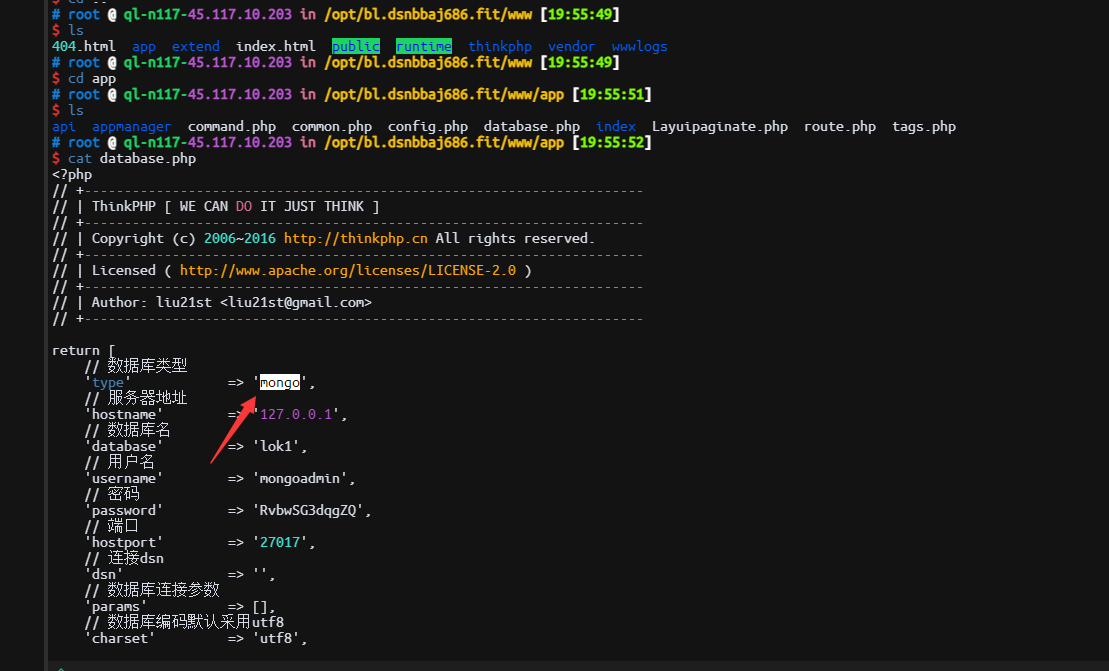 # root @ ql-n117-45.117.10.203 in /opt/bl.dsnbbaj686.fit/www [19:55:49]
$ ls
404.html app extend index.html public runtime thinkphp vendor wwwlogs
# root @ ql-n117-45.117.10.203 in /opt/bl.dsnbbaj686.fit/www [19:55:49]
$ cd app
# root @ ql-n117-45.117.10.203 in /opt/bl.dsnbbaj686.fit/www/app [19:55:51]
$ ls
api appmanager command.php common.php config.php database.php index Layuipaginate.php route.php tags.php
# root @ ql-n117-45.117.10.203 in /opt/bl.dsnbbaj686.fit/www/app [19:55:52]
$ cat database.php
<?php
// +----------------------------------------------------------------------
// | ThinkPHP [ WE CAN DO IT JUST THINK ]
// +----------------------------------------------------------------------
// | Copyright (c) 2006~2016 http://thinkphp.cn All rights reserved.
// +----------------------------------------------------------------------
// | Licensed ( http://www.apache.org/licenses/LICENSE-2.0 )
// +----------------------------------------------------------------------
// | Author: liu21st <liu21st@gmail.com>
// +----------------------------------------------------------------------
return [
// 数据库类型
'type' => 'mongo',
// 服务器地址
'hostname' => '127.0.0.1',
// 数据库名
'database' => 'lok1',
// 用户名
'username' => 'mongoadmin',
// 密码
'password' => 'RvbwSG3dqgZQ',
// 端口
'hostport' => '27017',
// 连接dsn
'dsn' => '',
// 数据库连接参数
'params' => [],
// 数据库编码默认采用utf8
'charset' => 'utf8',